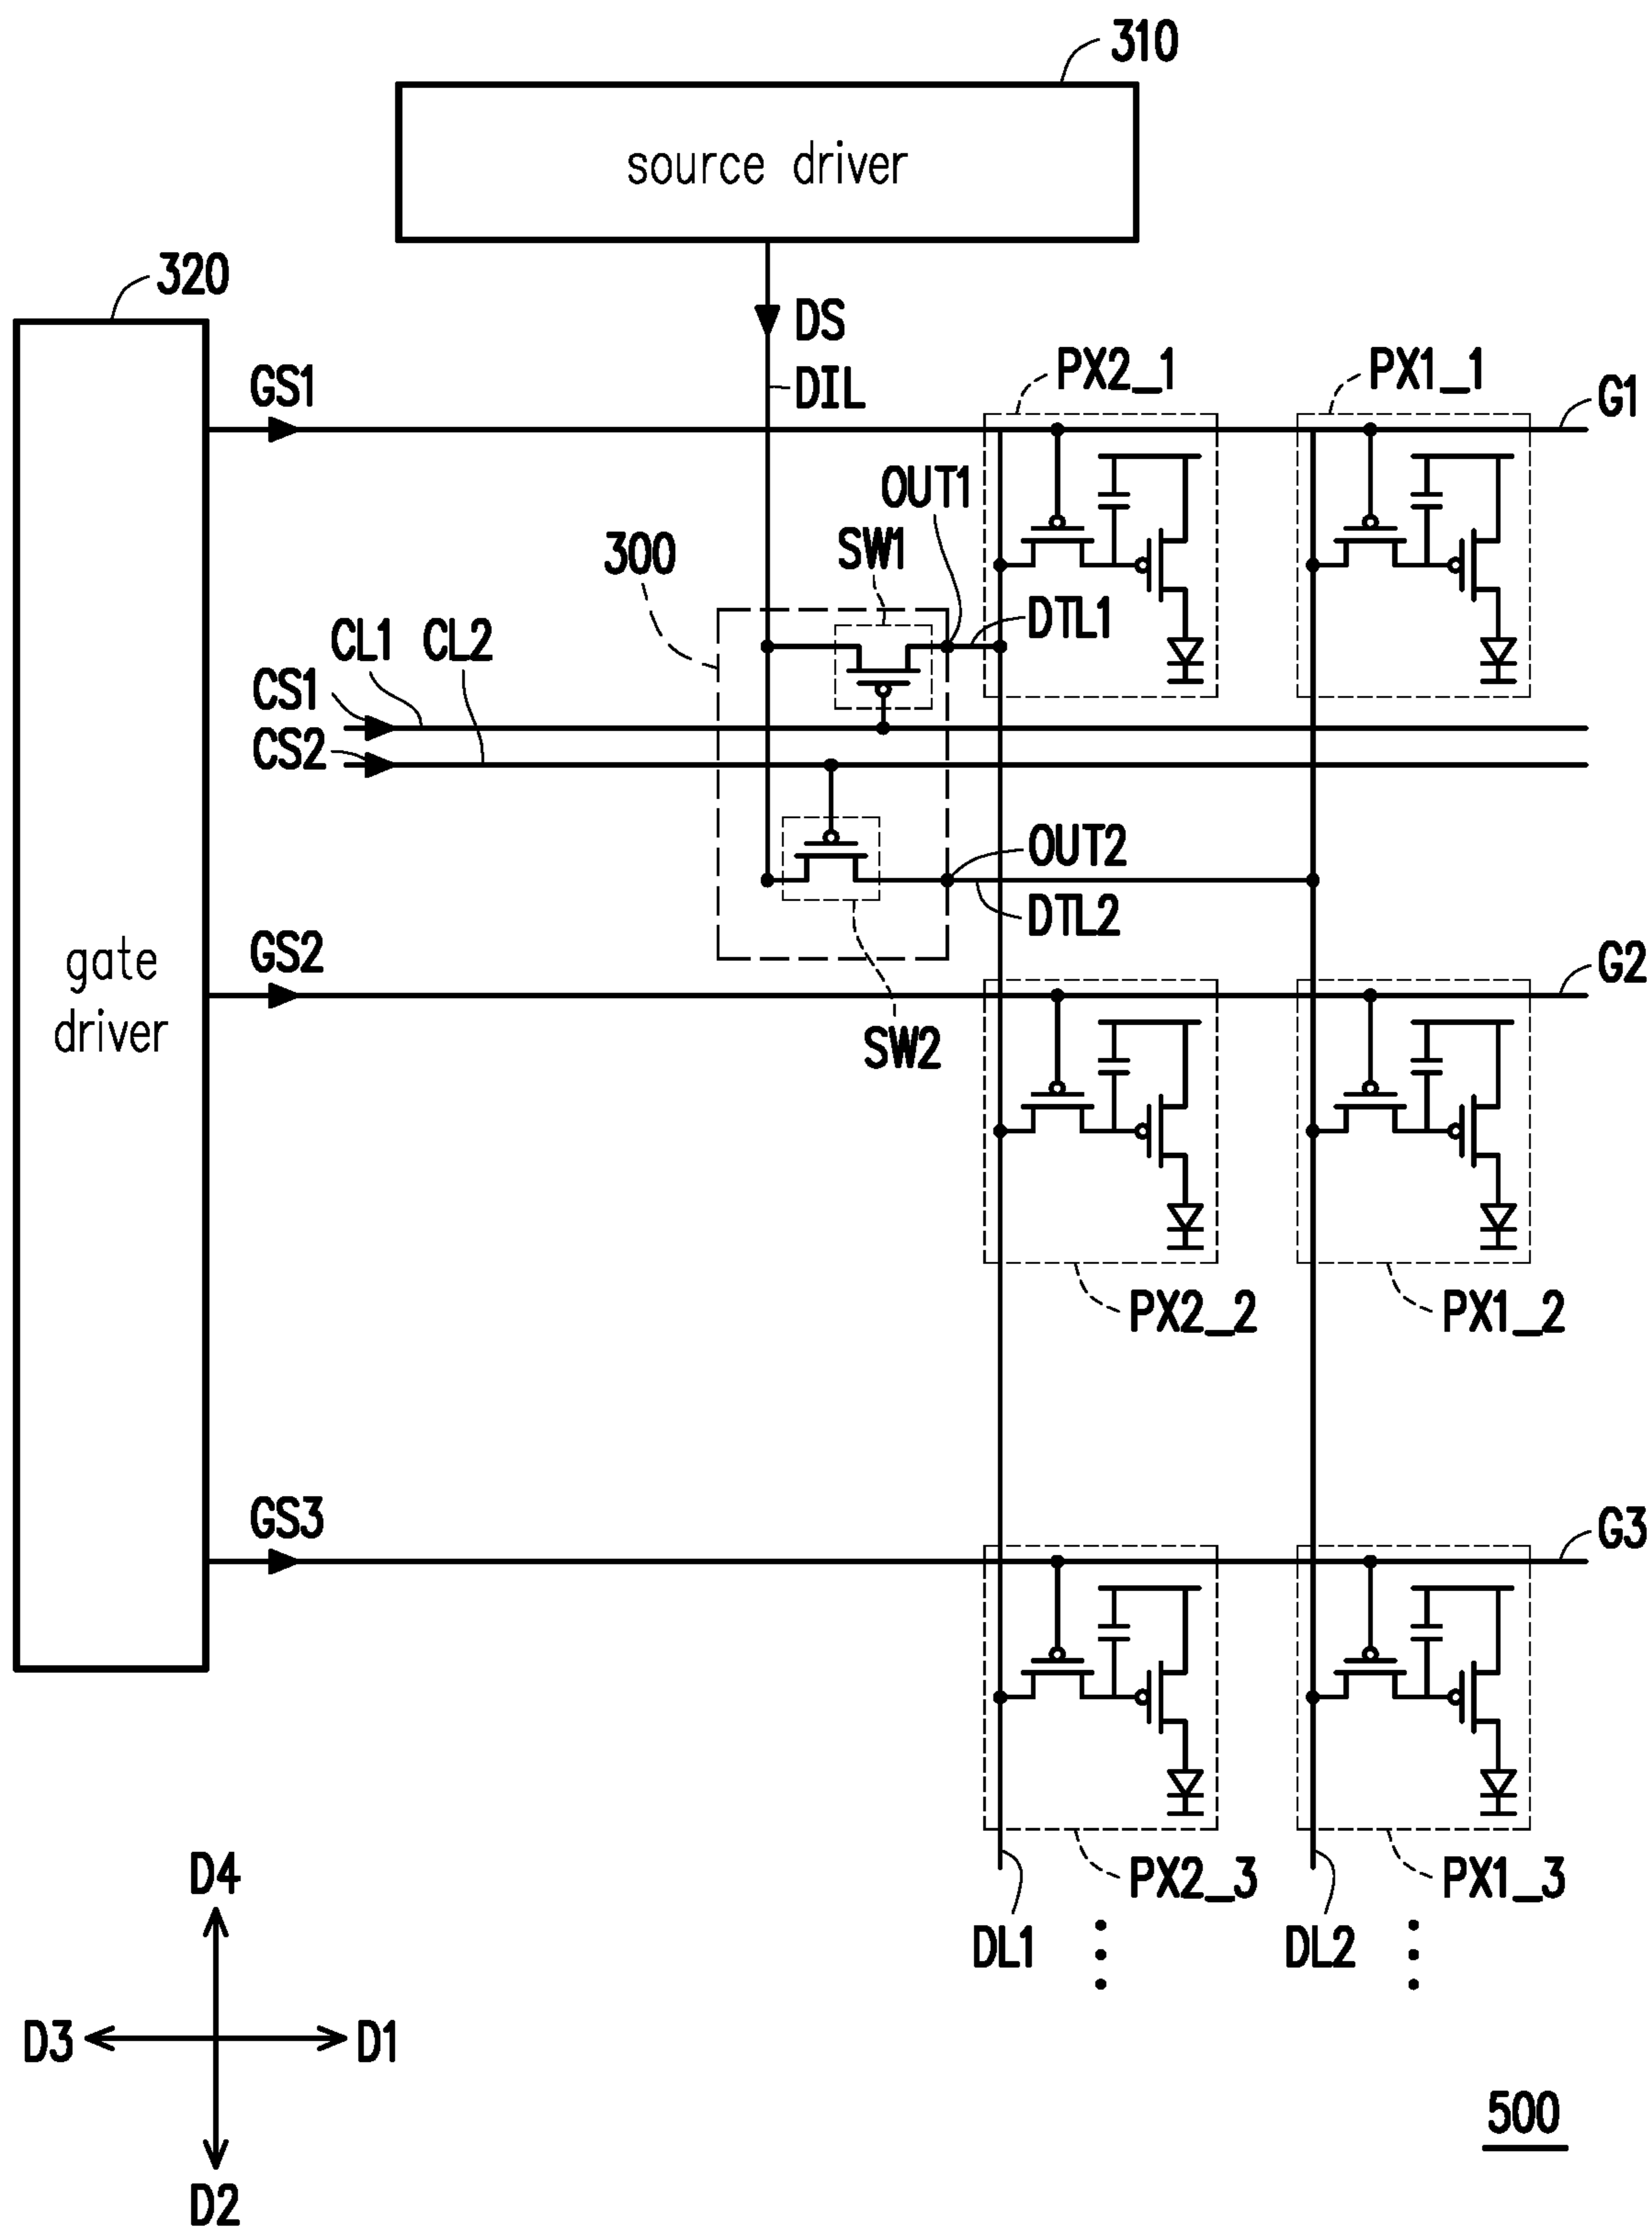 310
source driver
320
DS
DIL
GS1
PX2_1
PX1_1
G1
OUT1
SW1
300
DTL1
CL1
CL2
CS1
CS2
OUT2
DTL2
gate
driver
GS2
G2
SW2
PX2_2
PX1_2
GS3
G3
PX2_3
PX1_3
DL1
DL2
D4
D3
D1
D2
500